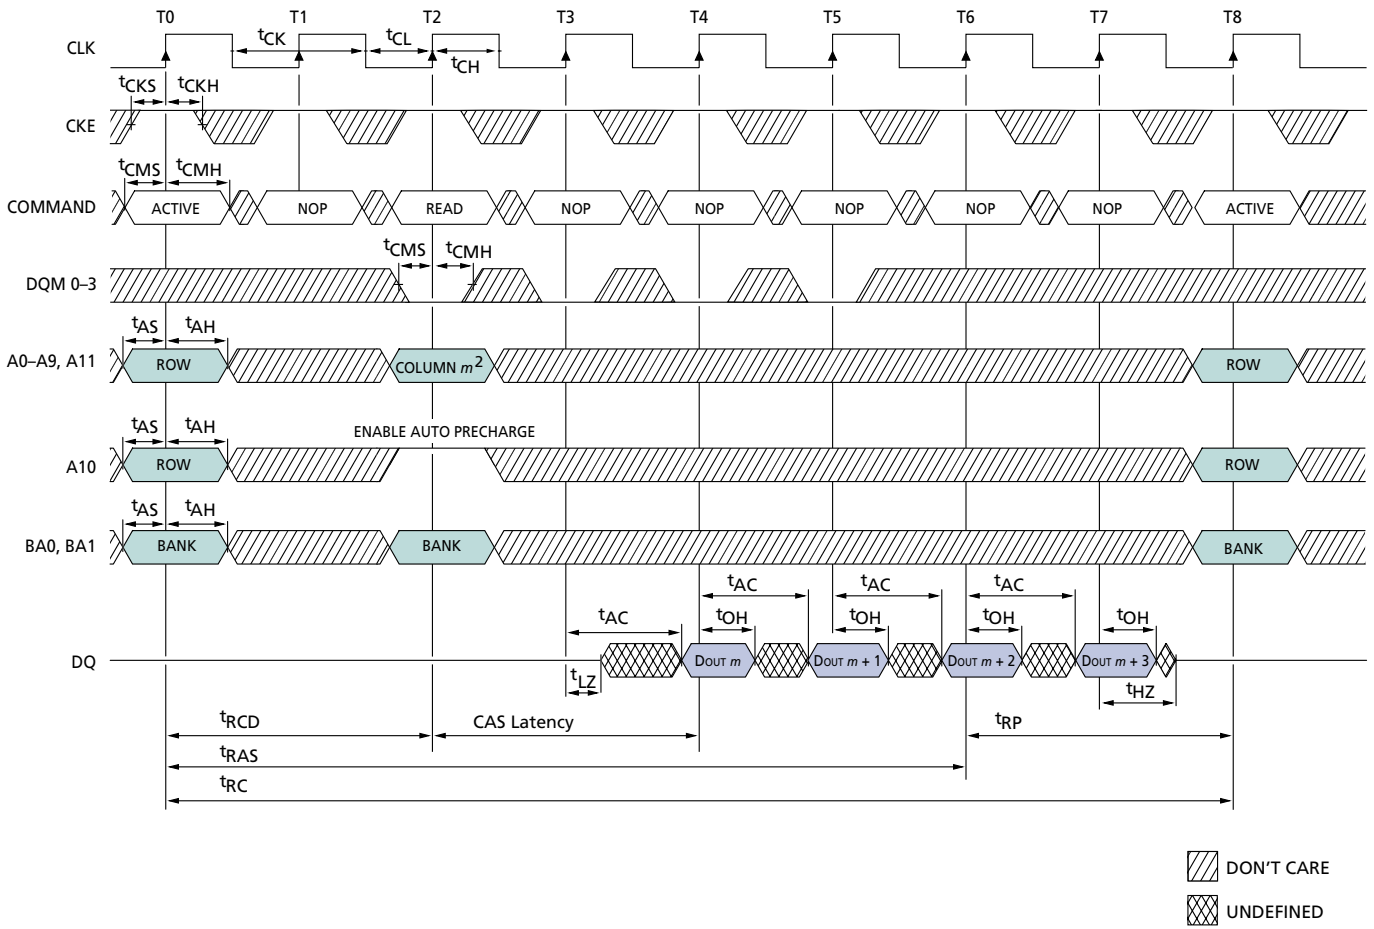 T0 T1 T2 T3 T4 T5 T6 T7 T8
CLK
tCK tCL
tCH
tCKS tCKH
CKE
tCMS tCMH
COMMAND ACTIVE NOP READ NOP NOP NOP NOP NOP ACTIVE
tCMS tCMH
DQM 0–3
tAS tAH
A0–A9, A11 ROW COLUMN m2 ROW
tAS tAH
ENABLE AUTO PRECHARGE
A10 ROW ROW
tAS tAH
BA0, BA1 BANK BANK BANK
tAC tAC tAC
tAC tOH tOH tOH tOH
DQ DOUT m DOUT m + 1 DOUT m + 2 DOUT m + 3
tLZ tHZ
tRCD CAS Latency tRP
tRAS
tRC
DON'T CARE
UNDEFINED